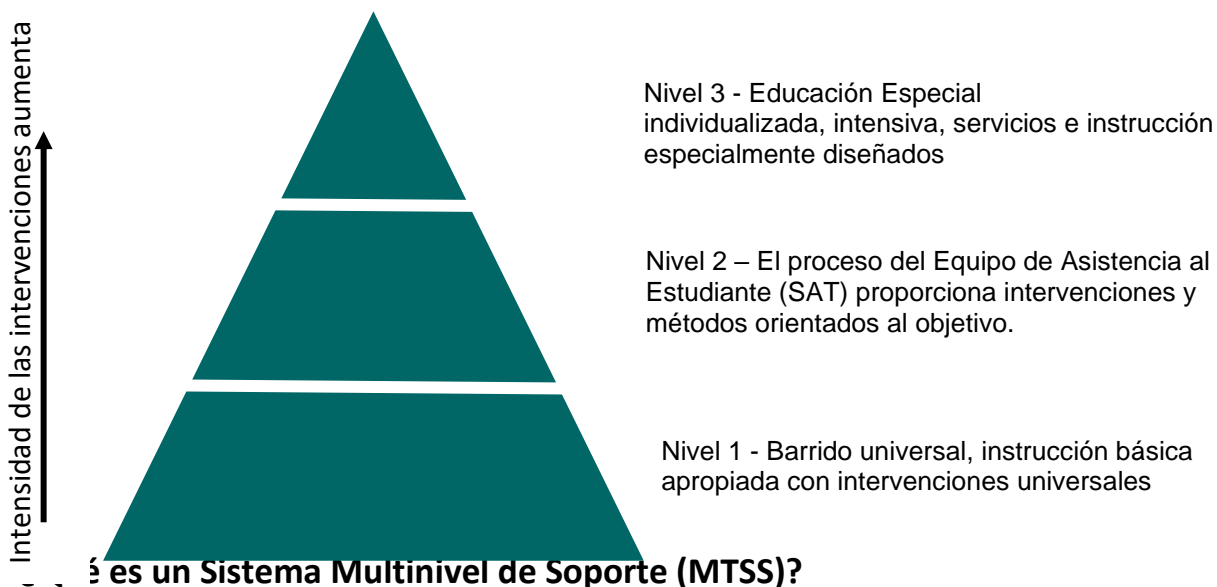 Intensidad de las intervenciones aumenta
Nivel 3 - Educación Especial
individualizada, intensiva, servicios e instrucción
especialmente diseñados
Nivel 2 – El proceso del Equipo de Asistencia al
Estudiante (SAT) proporciona intervenciones y
métodos orientados al objetivo.
Nivel 1 - Barrido universal, instrucción básica
apropiada con intervenciones universales
es un Sistema Multinivel de Soporte (MTSS)?